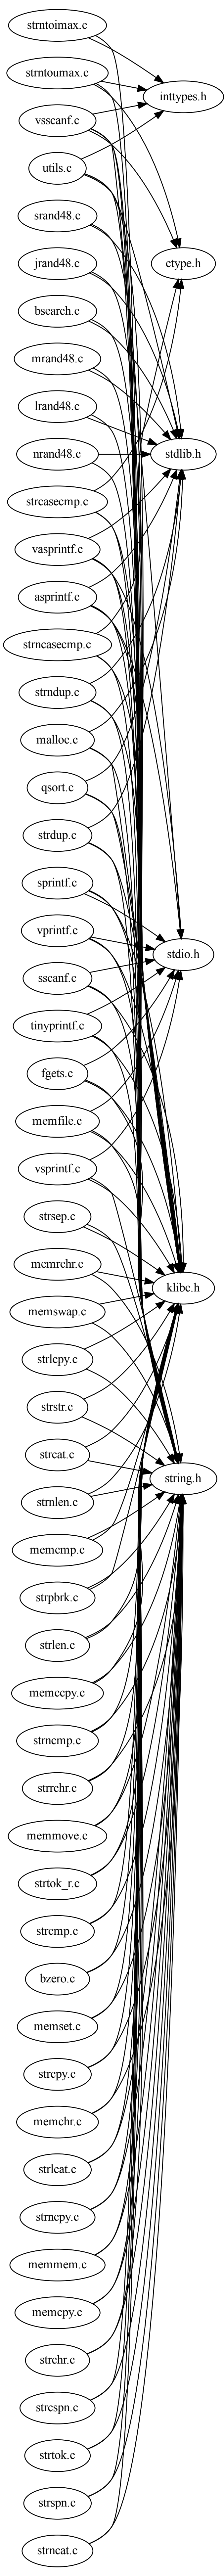 strntoimax.c
strntoumax.c
inttypes.h
vsscanf.c
utils.c
srand48.c
jrand48.c
ctype.h
bsearch.c
mrand48.c
lrand48.c
nrand48.c
stdlib.h
strcasecmp.c
vasprintf.c
asprintf.c
strncasecmp.c
strndup.c
malloc.c
qsort.c
strdup.c
sprintf.c
vprintf.c
stdio.h
sscanf.c
tinyprintf.c
fgets.c
memfile.c
vsprintf.c
strsep.c
memrchr.c
klibc.h
memswap.c
strlcpy.c
strstr.c
strcat.c
string.h
strnlen.c
memcmp.c
strpbrk.c
strlen.c
memccpy.c
strncmp.c
strrchr.c
memmove.c
strtok_r.c
strcmp.c
bzero.c
memset.c
strcpy.c
memchr.c
strlcat.c
strncpy.c
memmem.c
memcpy.c
strchr.c
strcspn.c
strtok.c
strspn.c
strncat.c